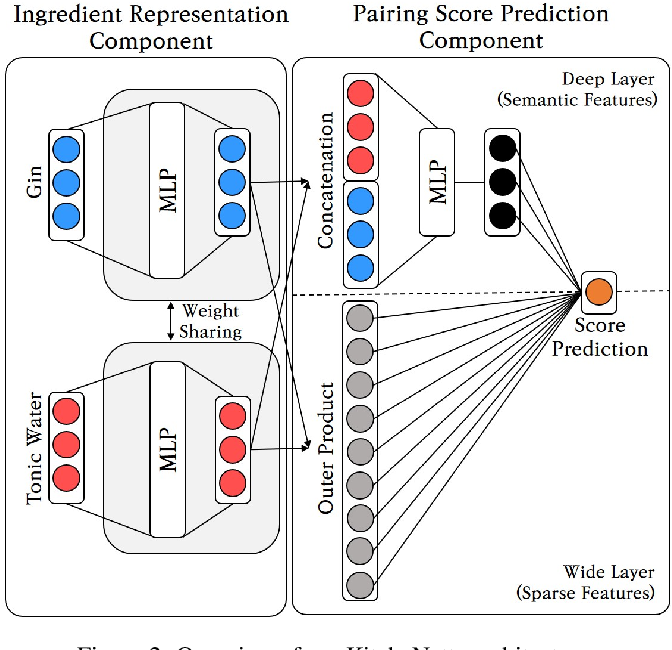 Ingredient Representation
Component
Pairing Score Prediction
Component
Gin
MLP
Weight
Sharing
Tonic Water
MLP
Concatenation
MLP
Deep Layer
(Semantic Features)
Score
Prediction
Outer Product
Wide Layer
(Sparse Features)